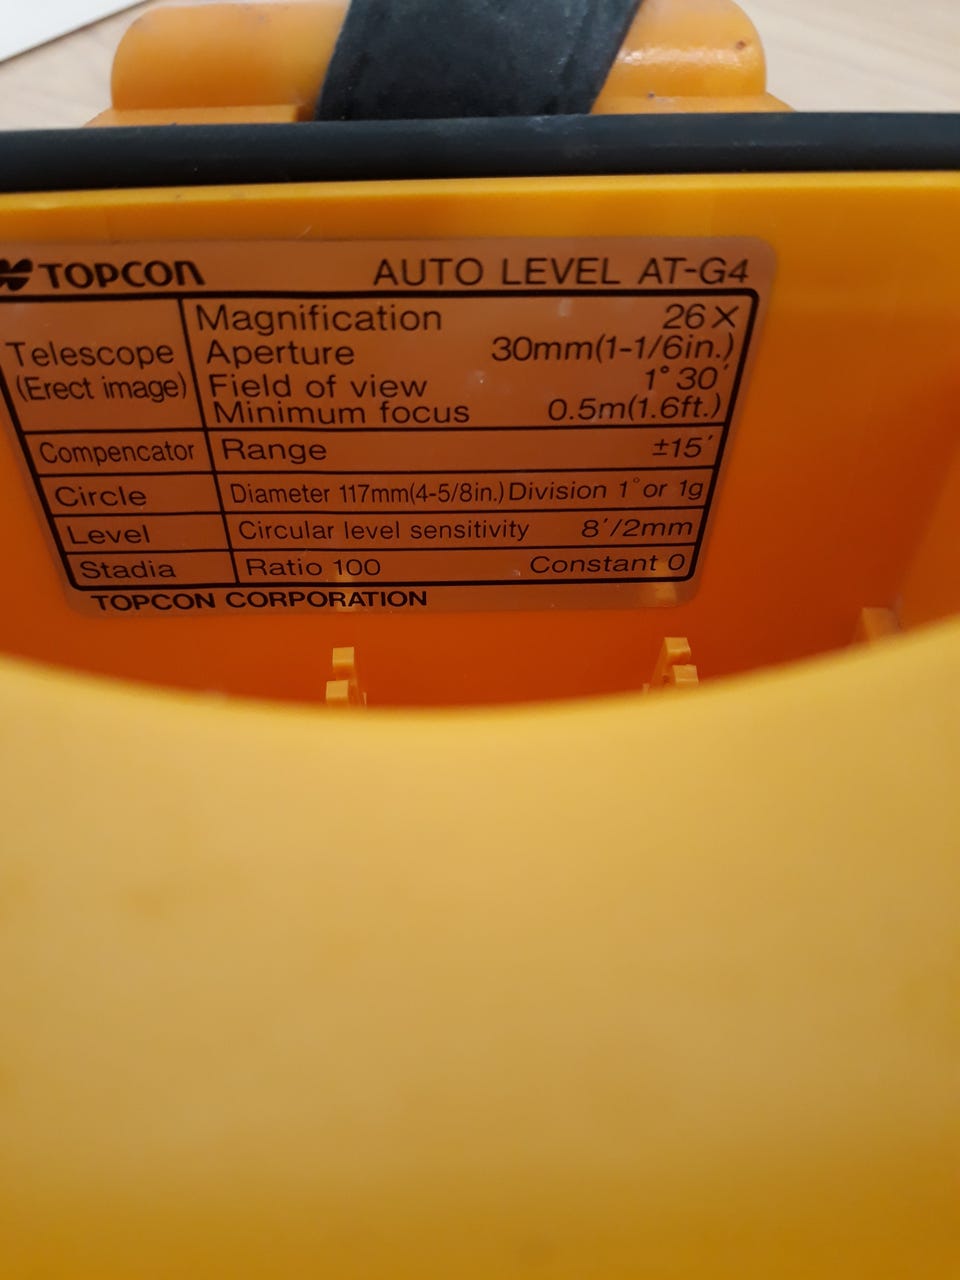 TOPCON AUTO LEVEL AT-G4
Telescope (Erect image)
Magnification 26×
Aperture 30mm(1-1/6in.)
Field of view 1°30′
Minimum focus 0.5m(1.6ft.)
Compencator Range ±15′
Circle Diameter 117mm(4-5/8in.) Division 1° or 1g
Level Circular level sensitivity 8′/2mm
Stadia Ratio 100 Constant 0
TOPCON CORPORATION